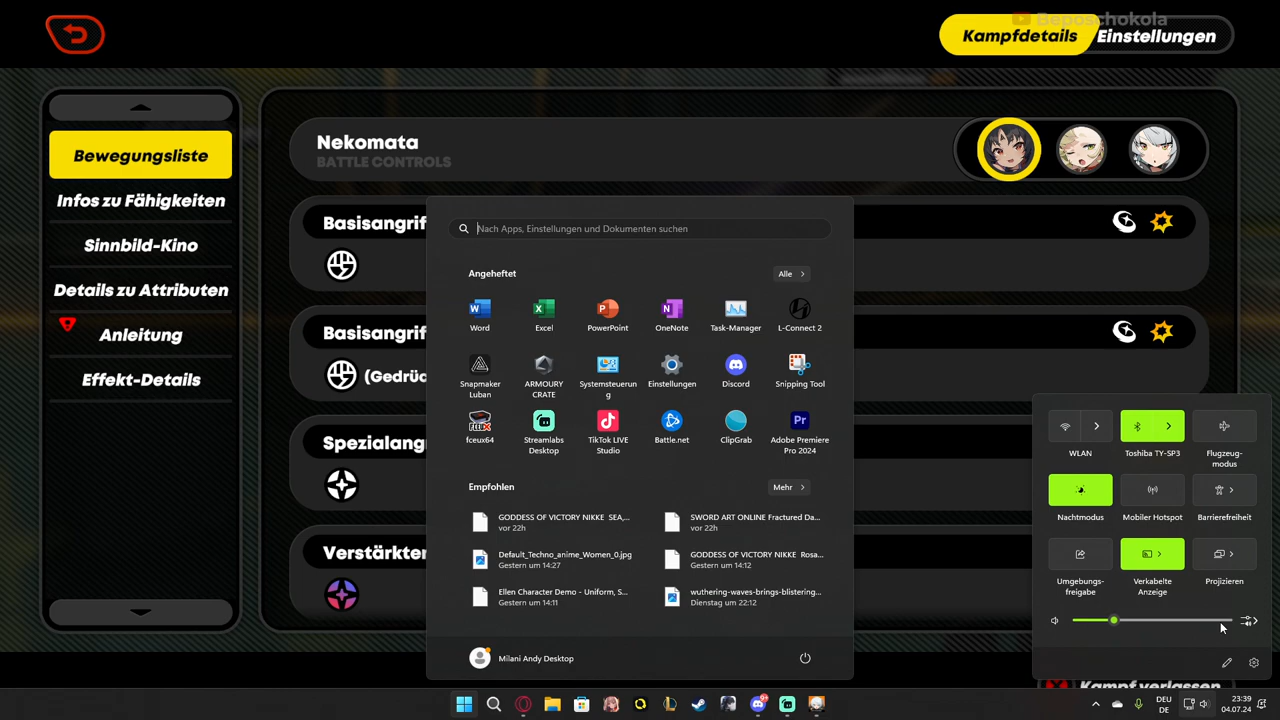 Beposchokola
Kampfdetails
Einstellungen
Bewegungsliste
Infos zu Fähigkeiten
Sinnbild-Kino
Details zu Attributen
Anleitung
Effekt-Details
Nekomata
BATTLE CONTROLS
Basisangrif
Basisangrif
(Gedrüc
Spezialang
Verstärkter
Nach Apps, Einstellungen und Dokumenten suchen
Angeheftet
Alle
Word
Excel
PowerPoint
OneNote
Task-Manager
L-Connect 2
Snapmaker
Luban
ARMOURY
CRATE
Systemsteuerun
g
Einstellungen
Discord
Snipping Tool
fceux64
Streamlabs
Desktop
TikTok LIVE
Studio
Battle.net
ClipGrab
Adobe Premiere
Pro 2024
Empfohlen
Mehr
GODDESS OF VICTORY NIKKE SEA,...
vor 22h
SWORD ART ONLINE Fractured Da...
vor 22h
Default_Techno_anime_Women_0.jpg
Gestern um 14:27
GODDESS OF VICTORY NIKKE Rosa...
Gestern um 14:12
Ellen Character Demo - Uniform, S...
Gestern um 14:11
wuthering-waves-brings-blistering...
Dienstag um 22:12
Milani Andy Desktop
WLAN
Toshiba TY-SP3
Flugzeug-
modus
Nachtmodus
Mobiler Hotspot
Barrierefreiheit
Umgebungs-
freigabe
Verkabelte
Anzeige
Projizieren
Kampf verlassen
DEU
DE
23:39
04.07.24